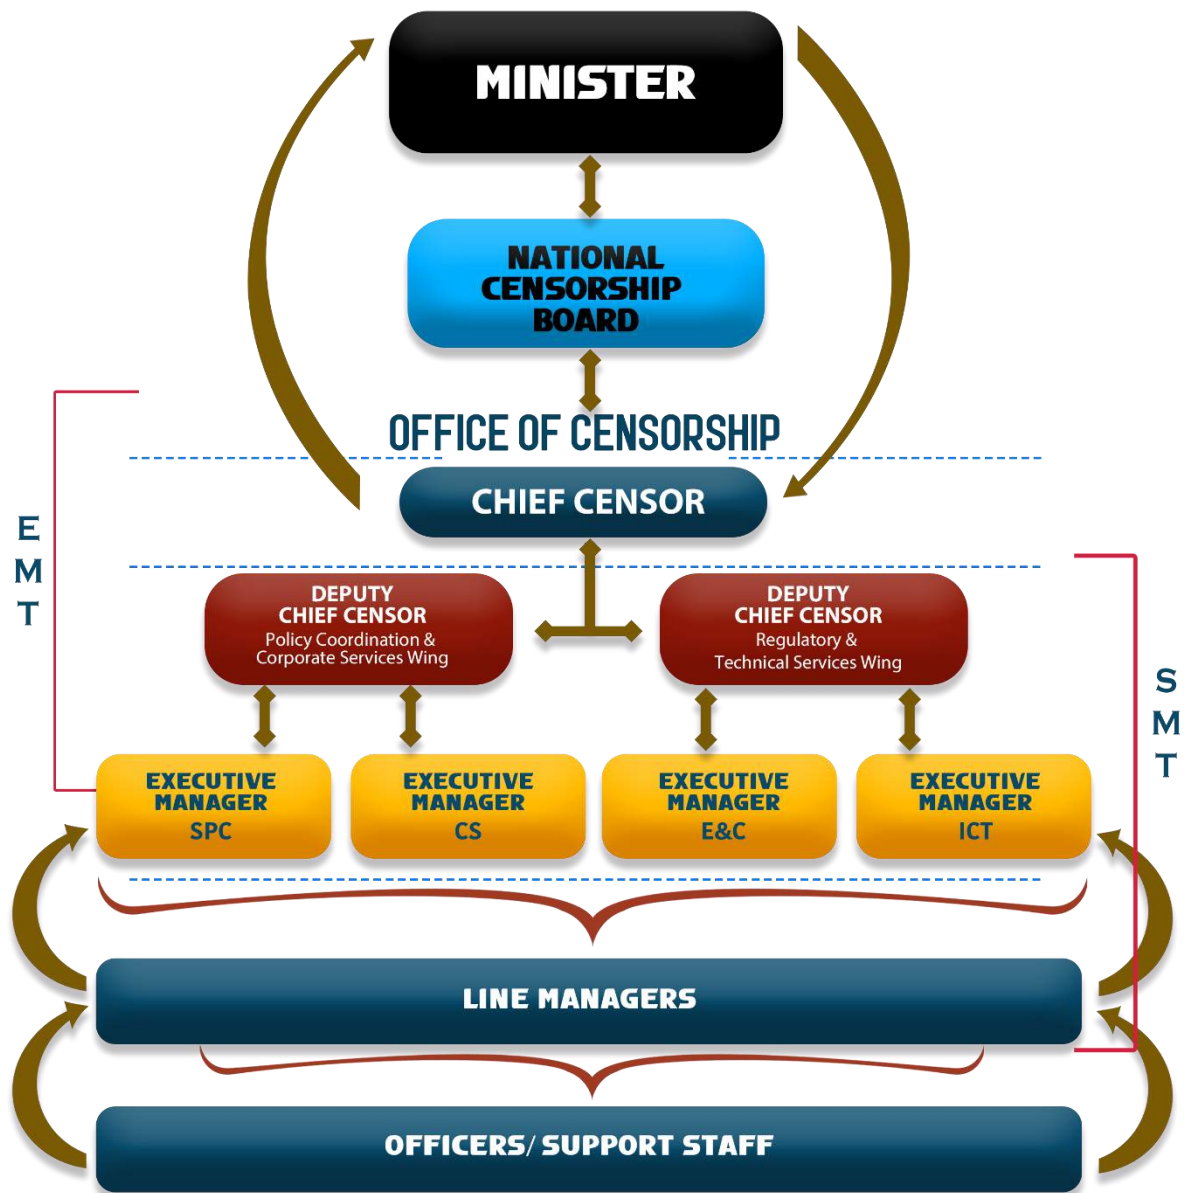 MINISTER
NATIONAL
CENSORSHIP
BOARD
OFFICE OF CENSORSHIP
CHIEF CENSOR
E
M
T
DEPUTY
CHIEF CENSOR
Policy Coordination &
Corporate Services Wing
DEPUTY
CHIEF CENSOR
Regulatory &
Technical Services Wing
S
M
T
EXECUTIVE
MANAGER
SPC
EXECUTIVE
MANAGER
CS
EXECUTIVE
MANAGER
E&C
EXECUTIVE
MANAGER
ICT
LINE MANAGERS
OFFICERS/ SUPPORT STAFF